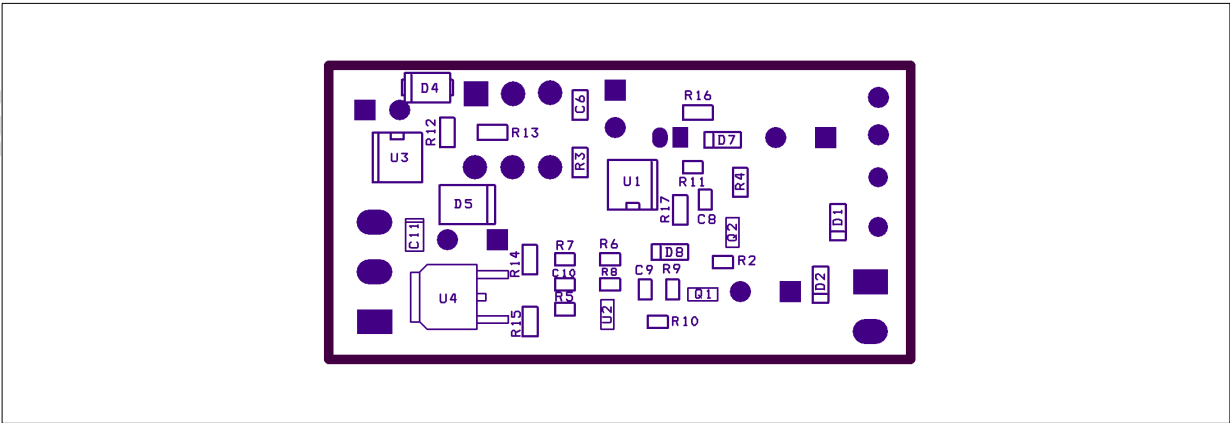 D4
C6
R16
R12
R13
D7
U3
R3
U1
R11
R4
D5
R17
C8
D1
C11
Q2
R7
R6
R14
D8
R2
C10
R8
C9
R9
D2
U4
R5
Q1
R15
U2
R10